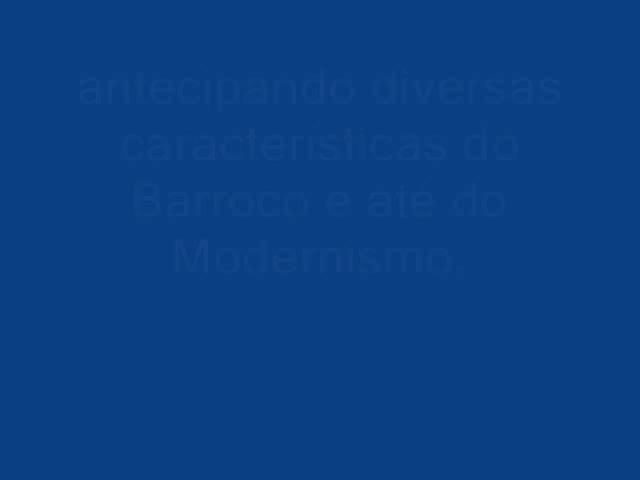 antecipando diversas
características do
Barroco e até do
Modernismo.